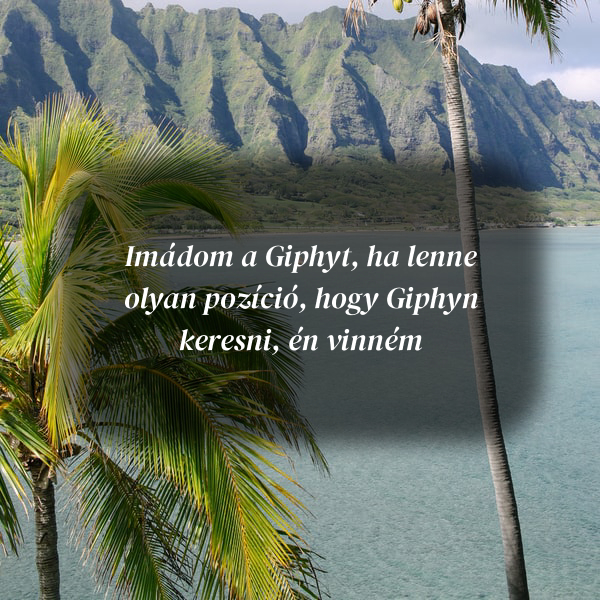 Imádom a Giphyt, ha lenne
olyan pozíció, hogy Giphyn
keresni, én vinném